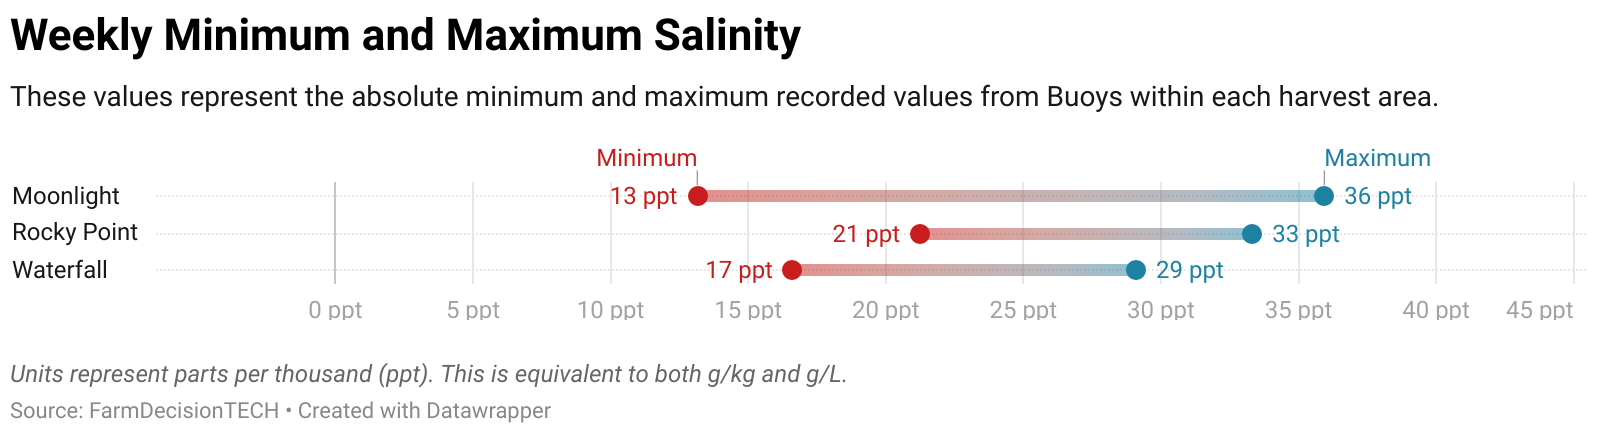 Weekly Minimum and Maximum Salinity
These values represent the absolute minimum and maximum recorded values from Buoys within each harvest area.
Minimum Maximum
Moonlight 13 ppt 36 ppt
Rocky Point 21 ppt 33 ppt
Waterfall 17 ppt 29 ppt
0 ppt 5 ppt 10 ppt 15 ppt 20 ppt 25 ppt 30 ppt 35 ppt 40 ppt 45 ppt
Units represent parts per thousand (ppt). This is equivalent to both g/kg and g/L.
Source: FarmDecisionTECH • Created with Datawrapper